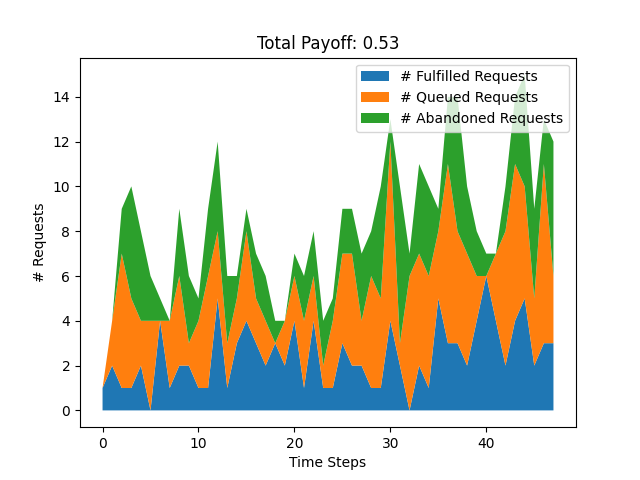 Total Payoff: 0.53
# Fulfilled Requests
# Queued Requests
# Abandoned Requests
14
12
10
8
6
4
2
0
# Requests
0 10 20 30 40
Time Steps